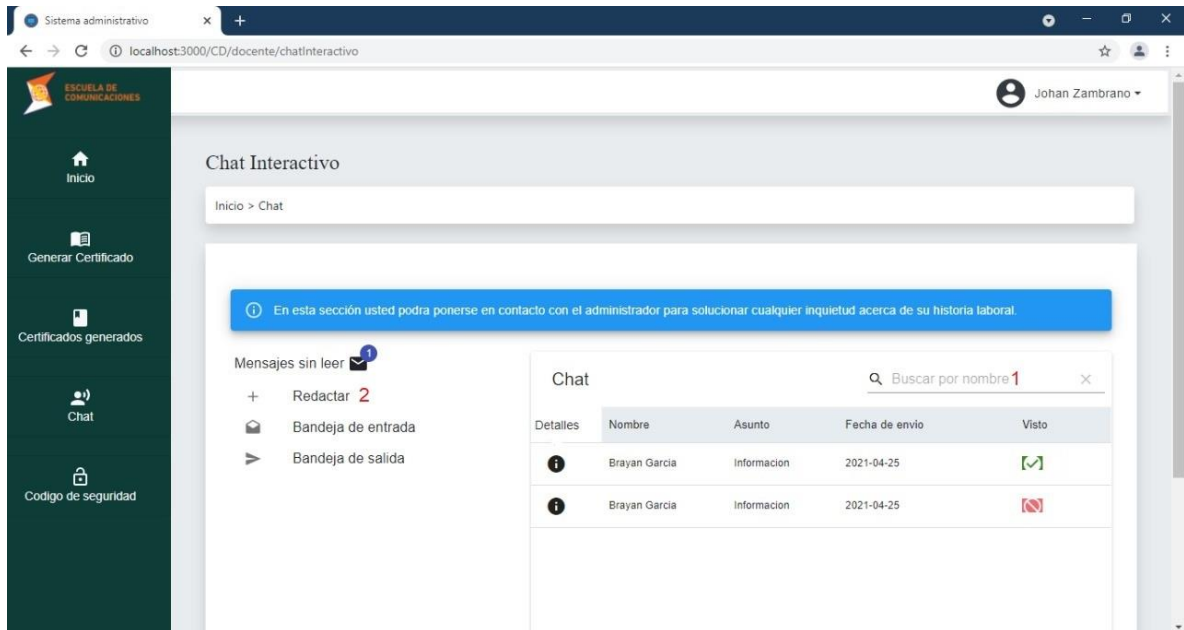 Sistema administrativo
localhost:3000/CD/docente/chatInteractivo
ESCUELA DE
COMUNICACIONES
Johan Zambrano
Inicio
Generar Certificado
Certificados generados
Chat
Codigo de seguridad
Chat Interactivo
Inicio > Chat
En esta sección usted podra ponerse en contacto con el administrador para solucionar cualquier inquietud acerca de su historia laboral.
Mensajes sin leer 1
+ Redactar 2
Bandeja de entrada
Bandeja de salida
Chat
Buscar por nombre 1
Detalles Nombre Asunto Fecha de envio Visto
Brayan Garcia Informacion 2021-04-25
Brayan Garcia Informacion 2021-04-25